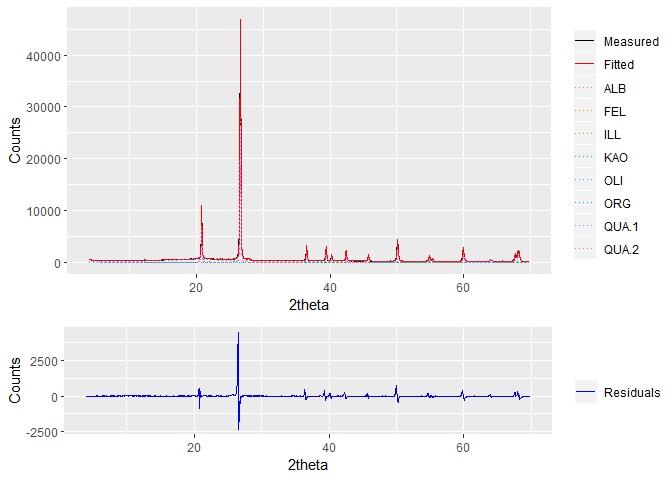 Counts
40000
30000
20000
10000
0
20
40
60
2theta
Measured
Fitted
ALB
FEL
ILL
KAO
OLI
ORG
QUA.1
QUA.2
Counts
2500
0
-2500
20
40
60
2theta
Residuals